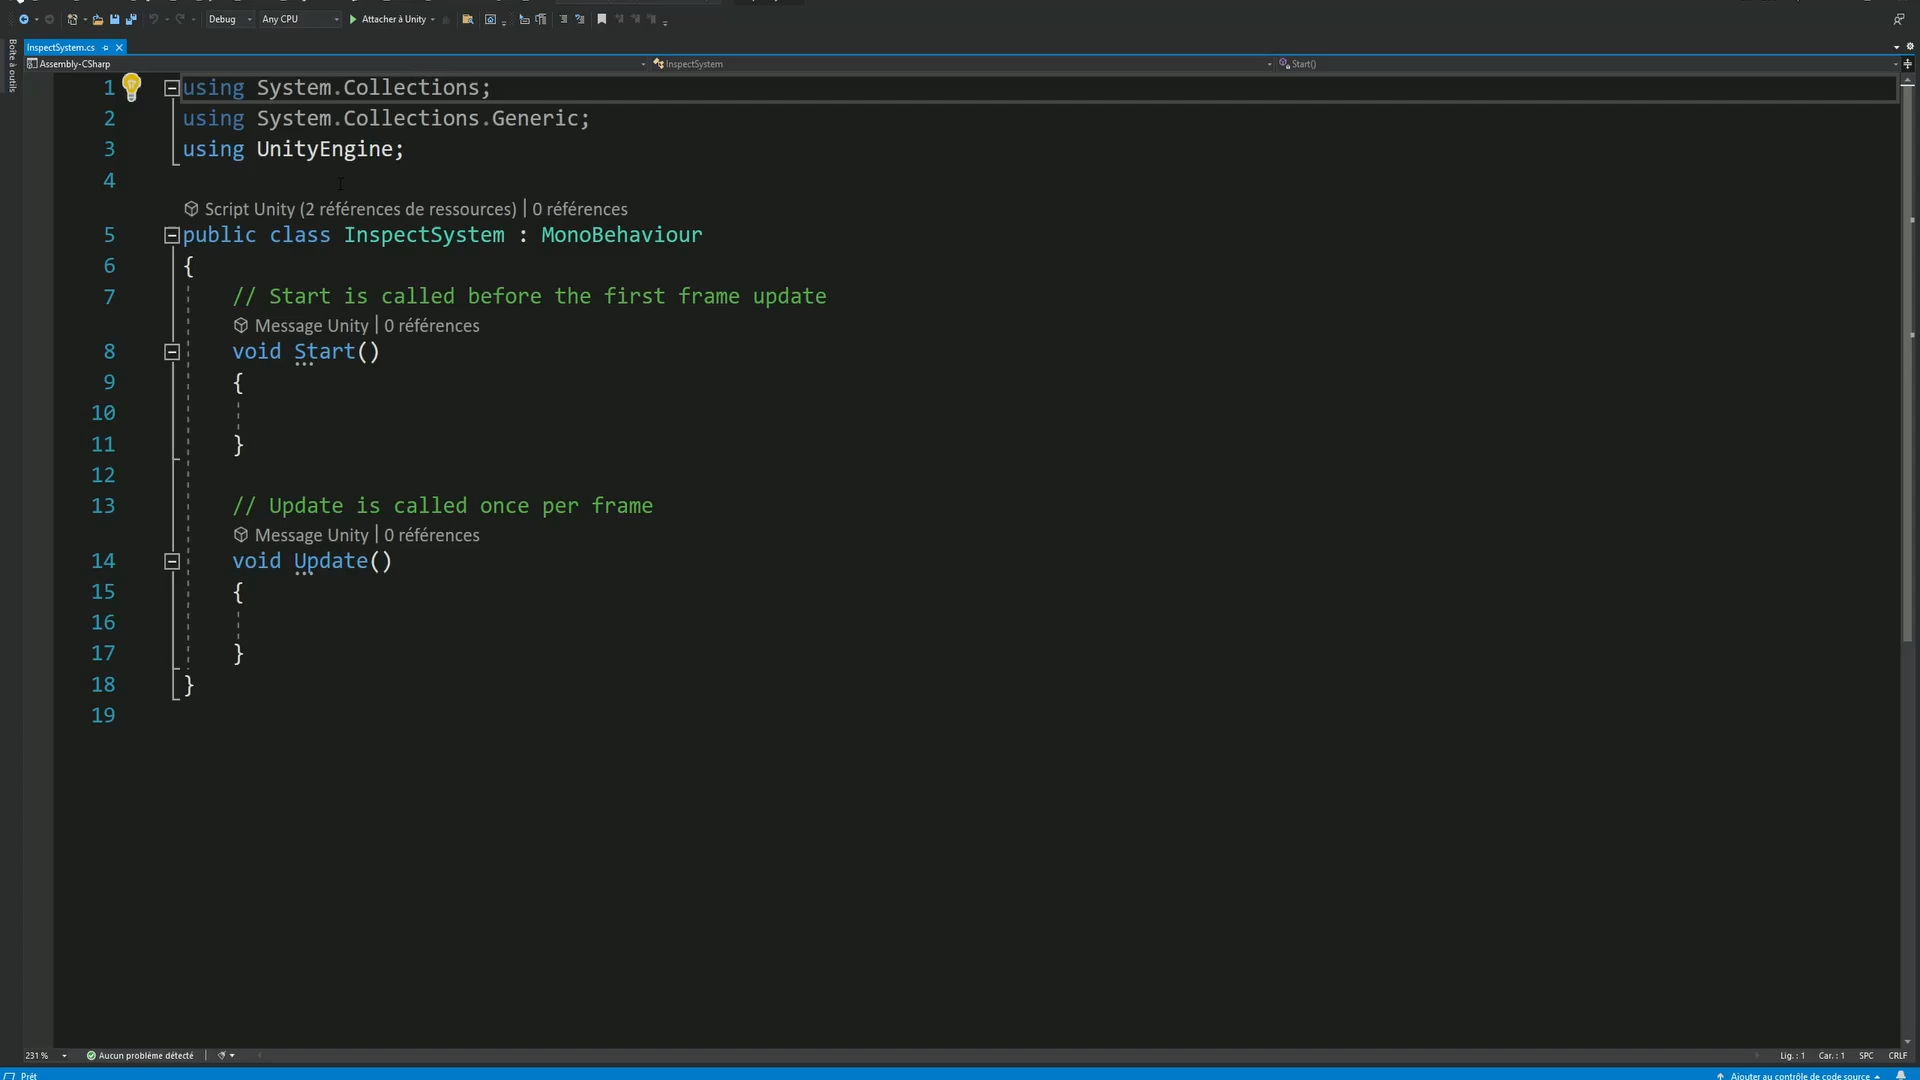 Debug Any CPU Attacher à Unity
Boîte à outils
InspectSystem.cs
Assembly-CSharp InspectSystem Start()
1 using System.Collections;
2 using System.Collections.Generic;
3 using UnityEngine;
4
Script Unity (2 références de ressources) | 0 références
5 public class InspectSystem : MonoBehaviour
6 {
7 // Start is called before the first frame update
Message Unity | 0 références
8 void Start()
9 {
10
11 }
12
13 // Update is called once per frame
Message Unity | 0 références
14 void Update()
15 {
16
17 }
18 }
19
231 % Aucun problème détecté Lig. : 1 Car. : 1 SPC CRLF
Prêt Ajouter au contrôle de code source